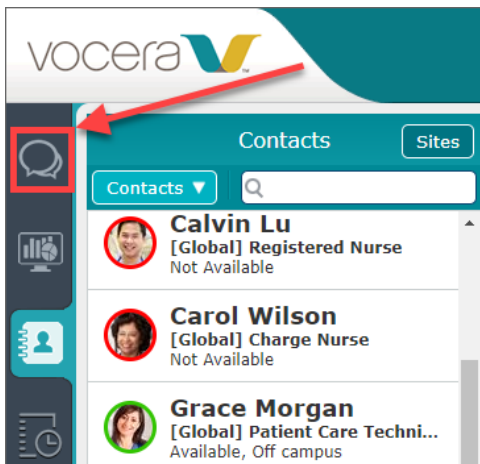 vocera
Contacts
Sites
Contacts ▼
Calvin Lu
[Global] Registered Nurse
Not Available
Carol Wilson
[Global] Charge Nurse
Not Available
Grace Morgan
[Global] Patient Care Techni...
Available, Off campus